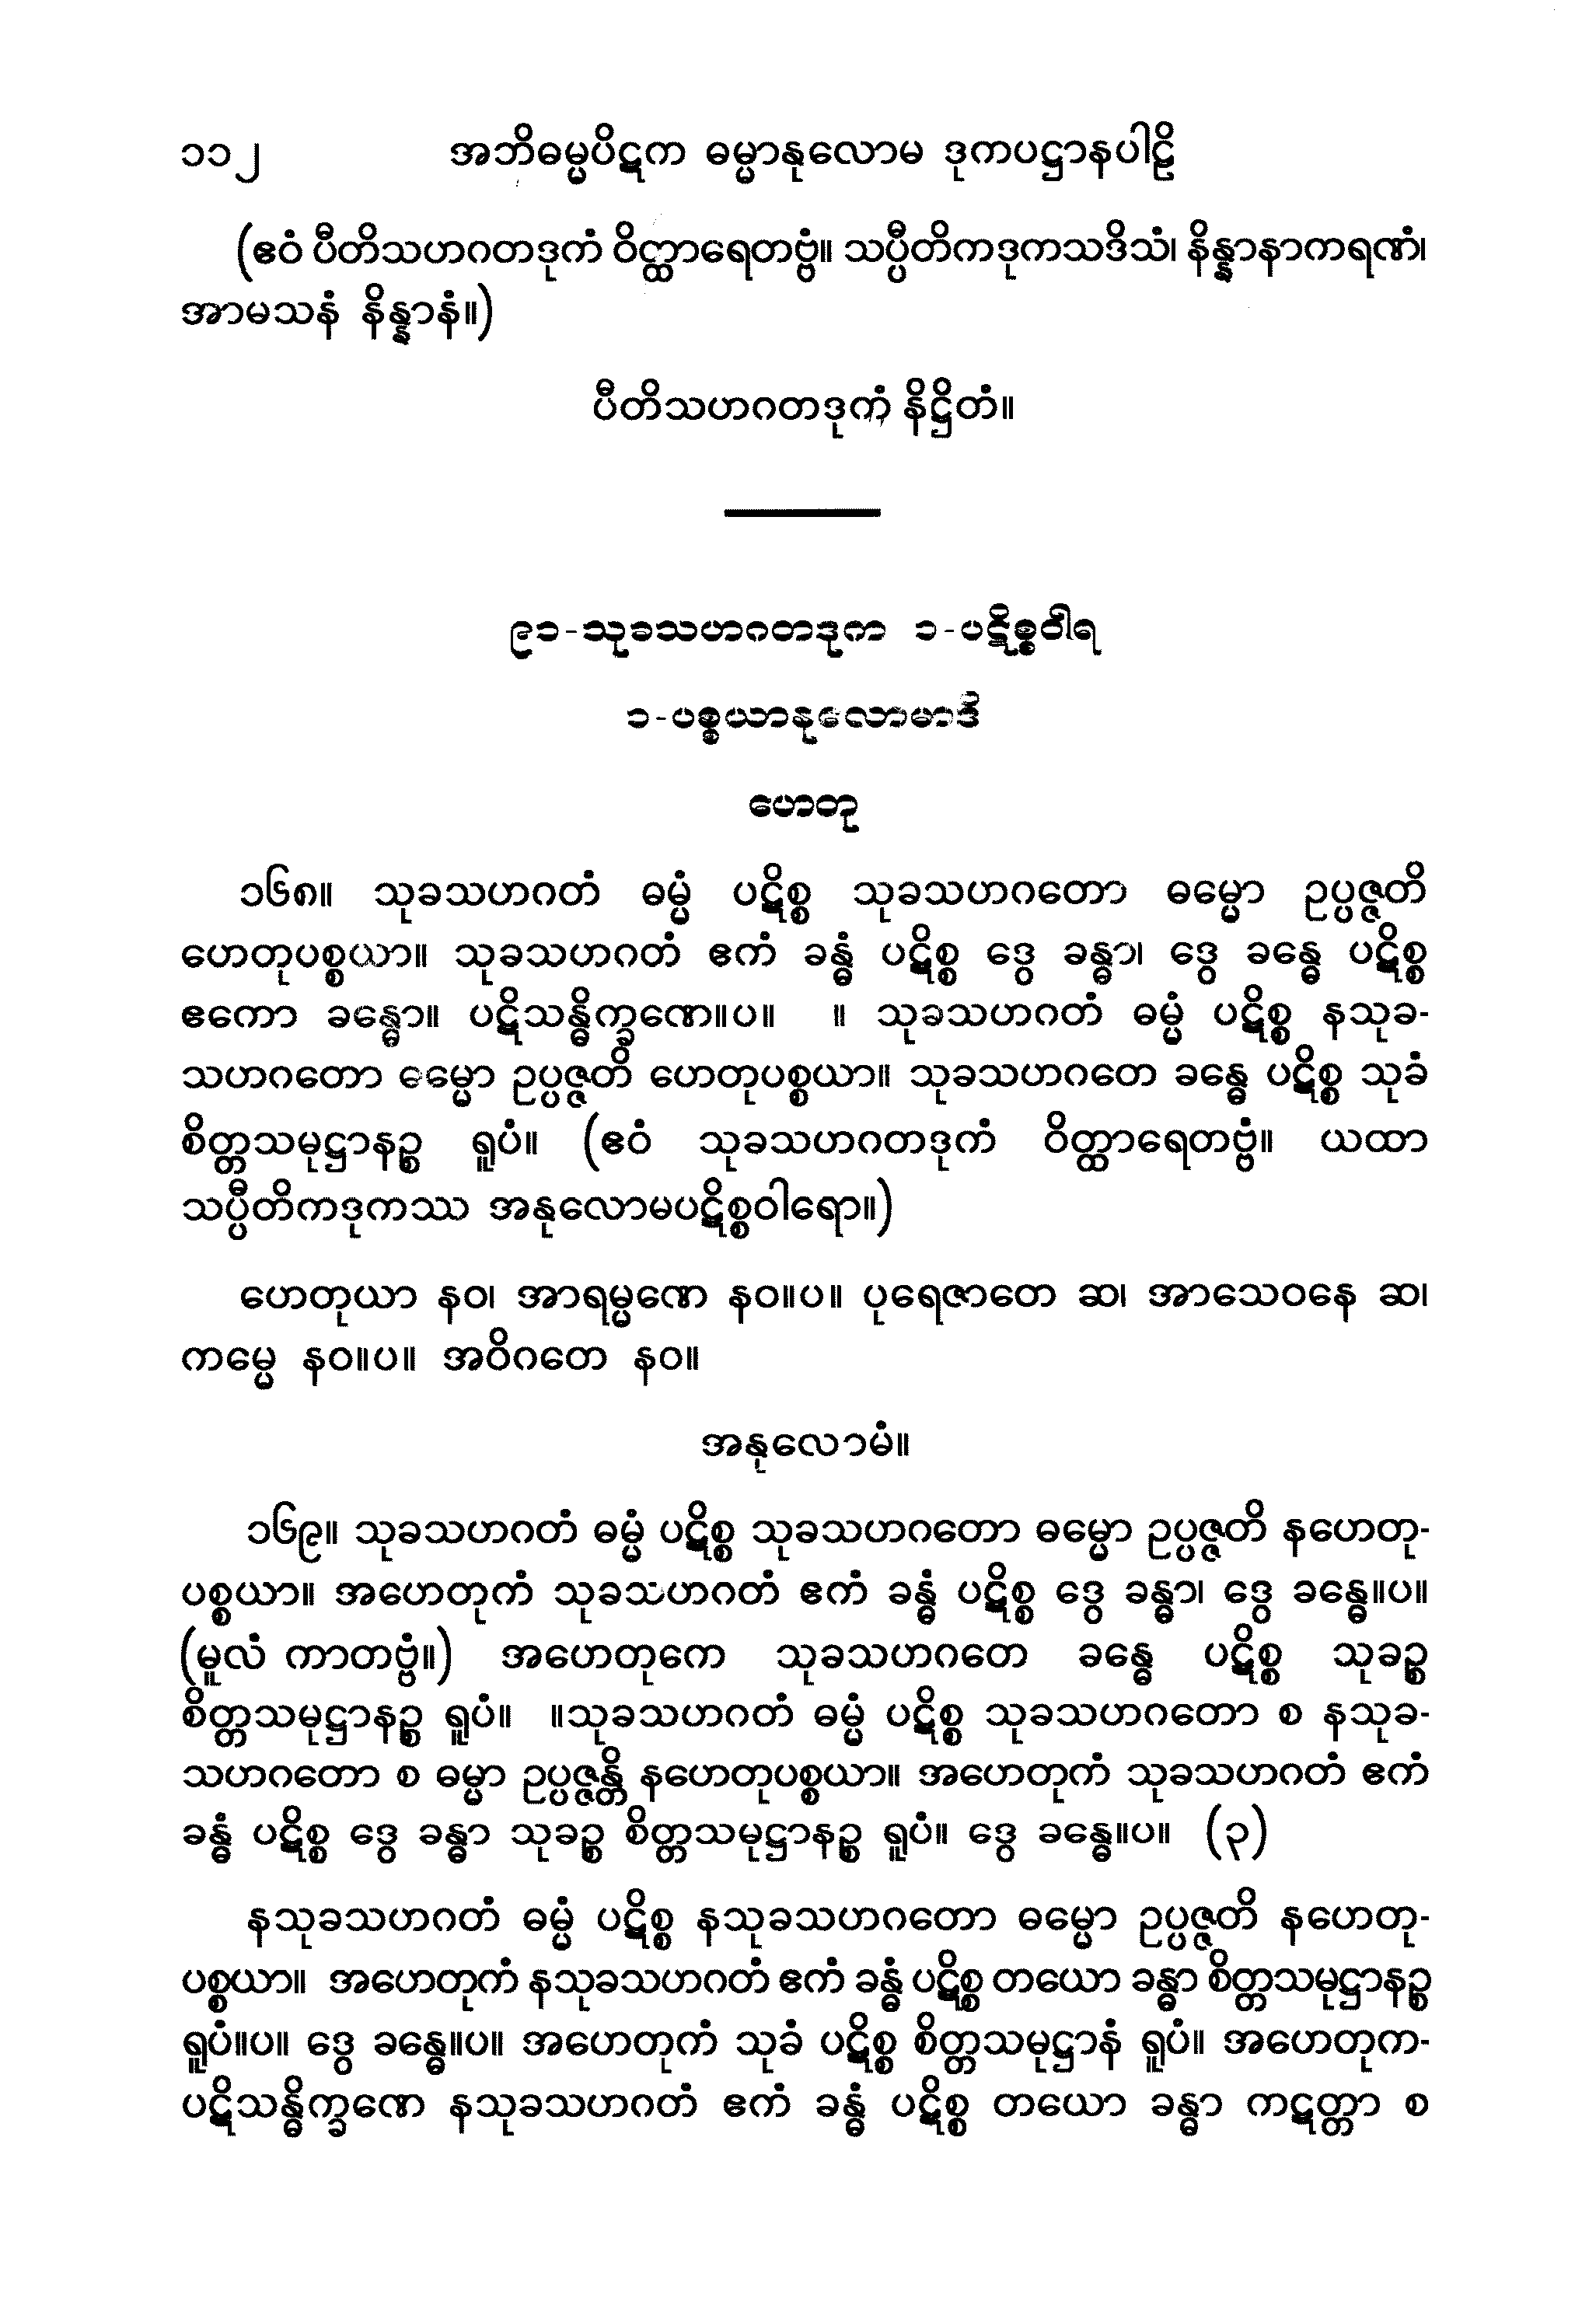 ၁၁၂ အဘိဓမ္မပိဋက ဓမ္မာနုလောမ ဒုကပဋ္ဌာနပါဠိ
(ဧဝံ ပီတိသဟဂတဒုကံ ဝိတ္ထာရေတဗ္ဗံ။ သပ္ပီတိကဒုကသဒိသံ၊ နိန္နာနာကရဏံ၊
အာမသနံ နိန္နာနံ။)
ပီတိသဟဂတဒုကံ နိဋ္ဌိတံ။
၉၁-သုခသဟဂတဒုက ၁-ပဋိစ္စဝါရ
၁-ပစ္စယာနုလောမာဒိ
ဟေတု
၁၆၈။ သုခသဟဂတံ ဓမ္မံ ပဋိစ္စ သုခသဟဂတော ဓမ္မော ဥပ္ပဇ္ဇတိ
ဟေတုပစ္စယာ။ သုခသဟဂတံ ဧကံ ခန္ဓံ ပဋိစ္စ ဒွေ ခန္ဓာ၊ ဒွေ ခန္ဓေ ပဋိစ္စ
ဧကော ခန္ဓော။ ပဋိသန္ဓိက္ခဏေ။ပ။ ။ သုခသဟဂတံ ဓမ္မံ ပဋိစ္စ နသုခ-
သဟဂတော ဓမ္မော ဥပ္ပဇ္ဇတိ ဟေတုပစ္စယာ။ သုခသဟဂတေ ခန္ဓေ ပဋိစ္စ သုခံ
စိတ္တသမုဋ္ဌာနဉ္စ ရူပံ။ (ဧဝံ သုခသဟဂတဒုကံ ဝိတ္ထာရေတဗ္ဗံ။ ယထာ
သပ္ပီတိကဒုကဿ အနုလောမပဋိစ္စဝါရော။)
ဟေတုယာ နဝ၊ အာရမ္မဏေ နဝ။ပ။ ပုရေဇာတေ ဆ၊ အာသေဝနေ ဆ၊
ကမ္မေ နဝ။ပ။ အဝိဂတေ နဝ။
အနုလောမံ။
၁၆၉။ သုခသဟဂတံ ဓမ္မံ ပဋိစ္စ သုခသဟဂတော ဓမ္မော ဥပ္ပဇ္ဇတိ နဟေတု-
ပစ္စယာ။ အဟေတုကံ သုခသဟဂတံ ဧကံ ခန္ဓံ ပဋိစ္စ ဒွေ ခန္ဓာ၊ ဒွေ ခန္ဓေ။ပ။
(မူလံ ကာတဗ္ဗံ။) အဟေတုကေ သုခသဟဂတေ ခန္ဓေ ပဋိစ္စ သုခဉ္စ
စိတ္တသမုဋ္ဌာနဉ္စ ရူပံ။ ။သုခသဟဂတံ ဓမ္မံ ပဋိစ္စ သုခသဟဂတော စ နသုခ-
သဟဂတော စ ဓမ္မာ ဥပ္ပဇ္ဇန္တိ နဟေတုပစ္စယာ။ အဟေတုကံ သုခသဟဂတံ ဧကံ
ခန္ဓံ ပဋိစ္စ ဒွေ ခန္ဓာ သုခဉ္စ စိတ္တသမုဋ္ဌာနဉ္စ ရူပံ။ ဒွေ ခန္ဓေ။ပ။ (၃)
နသုခသဟဂတံ ဓမ္မံ ပဋိစ္စ နသုခသဟဂတော ဓမ္မော ဥပ္ပဇ္ဇတိ နဟေတု-
ပစ္စယာ။ အဟေတုကံ နသုခသဟဂတံ ဧကံ ခန္ဓံ ပဋိစ္စ တယော ခန္ဓာ စိတ္တသမုဋ္ဌာနဉ္စ
ရူပံ။ပ။ ဒွေ ခန္ဓေ။ပ။ အဟေတုကံ သုခံ ပဋိစ္စ စိတ္တသမုဋ္ဌာနံ ရူပံ။ အဟေတုက-
ပဋိသန္ဓိက္ခဏေ နသုခသဟဂတံ ဧကံ ခန္ဓံ ပဋိစ္စ တယော ခန္ဓာ ကဋတ္တာ စ